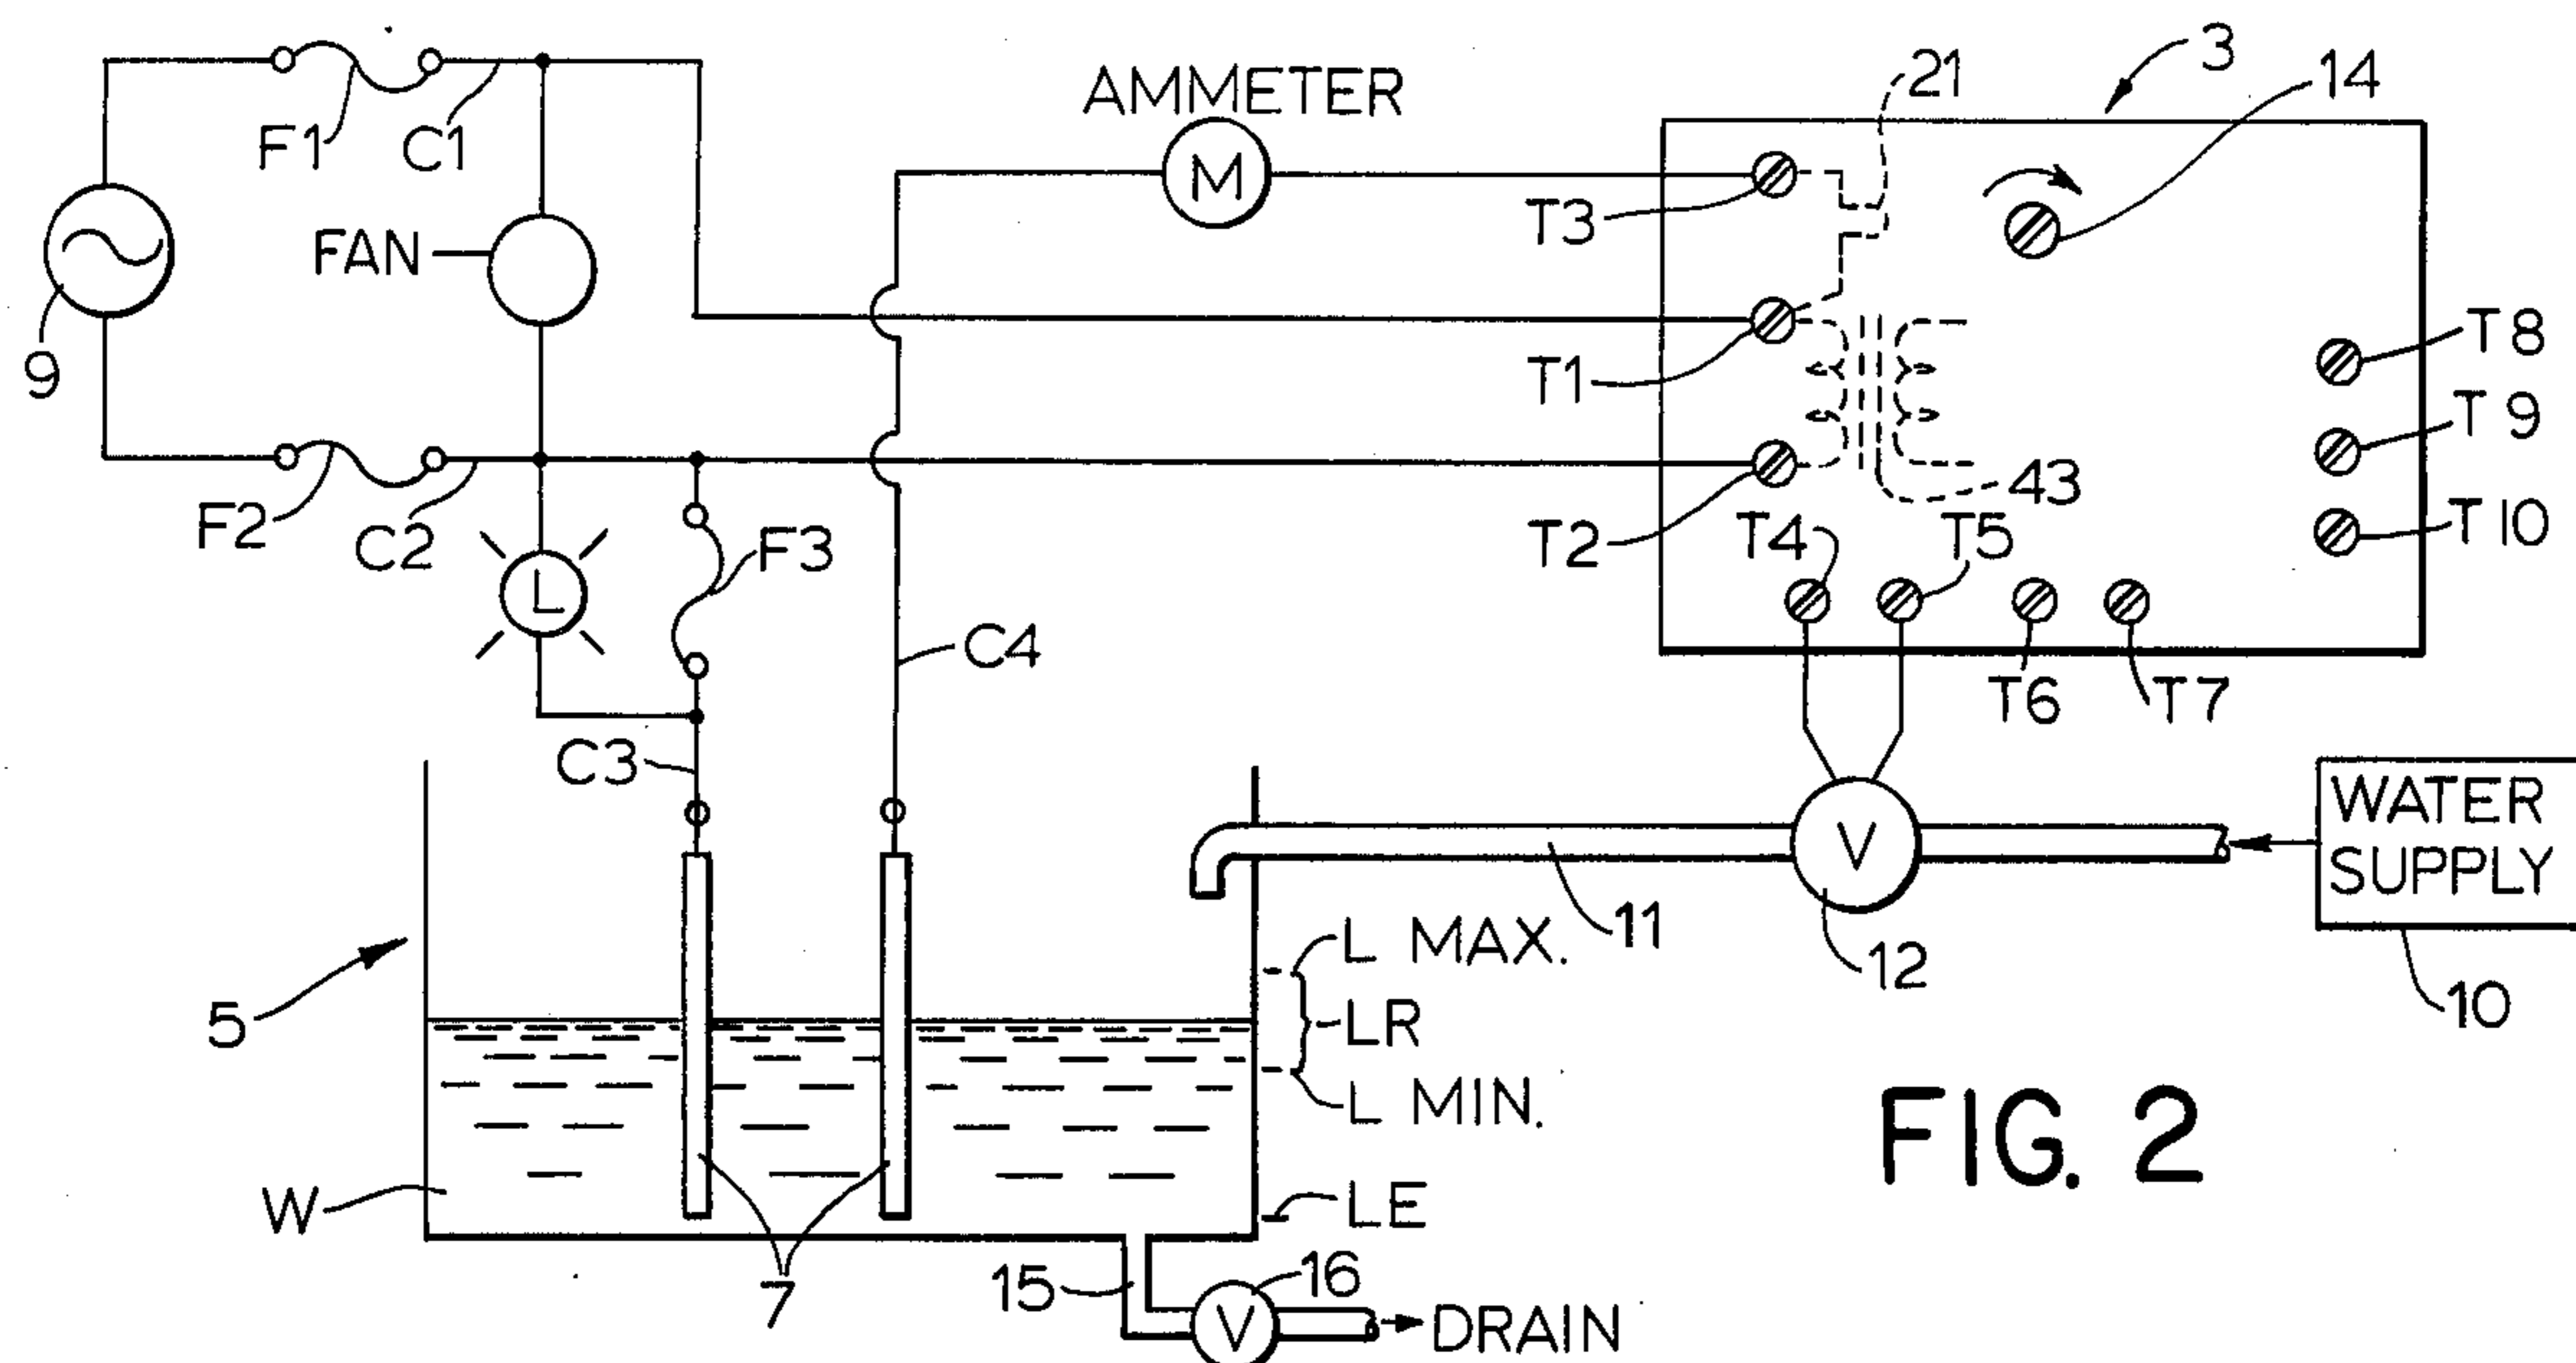 F1
C1
AMMETER
M
21
3
14
FAN
T3
9
T1
T8
T9
T10
43
F2
C2
F3
T2
T4
T5
L
C4
T6
T7
C3
WATER
SUPPLY
V
11
12
10
5
L MAX.
LR
L MIN.
FIG. 2
W
LE
7
15
16
V
DRAIN